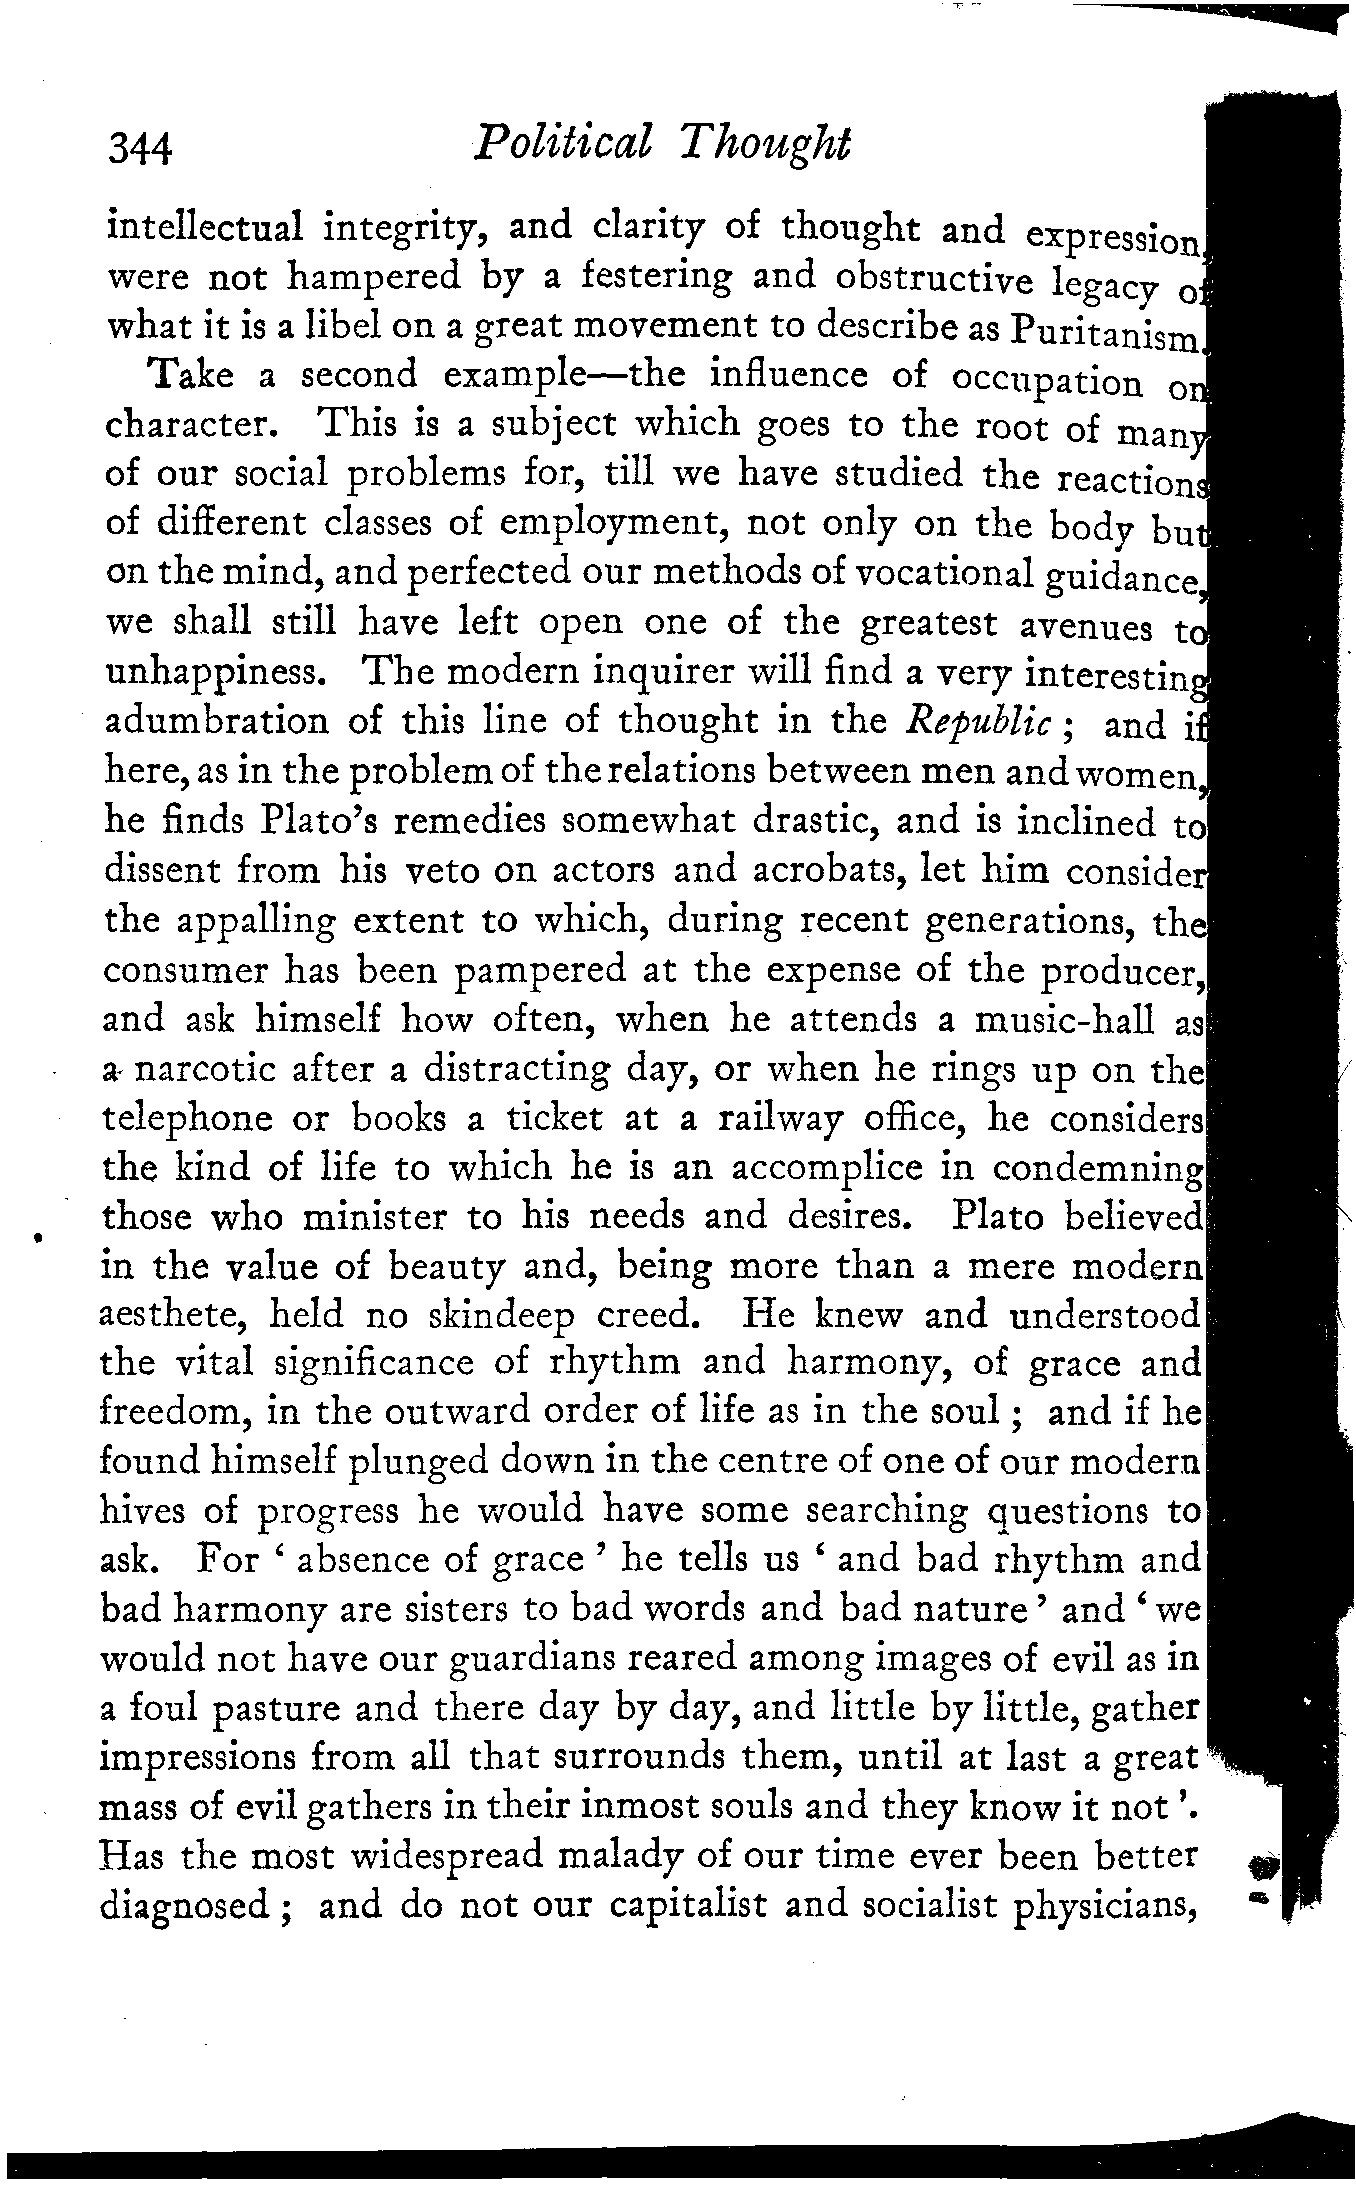 344 Political Thought
intellectual integrity, and clarity of thought and expression,
were not hampered by a festering and obstructive legacy of
what it is a libel on a great movement to describe as Puritanism.
Take a second example—the influence of occupation on
character. This is a subject which goes to the root of many
of our social problems for, till we have studied the reactions
of different classes of employment, not only on the body but
on the mind, and perfected our methods of vocational guidance,
we shall still have left open one of the greatest avenues to
unhappiness. The modern inquirer will find a very interesting
adumbration of this line of thought in the Republic ; and if
here, as in the problem of the relations between men and women,
he finds Plato's remedies somewhat drastic, and is inclined to
dissent from his veto on actors and acrobats, let him consider
the appalling extent to which, during recent generations, the
consumer has been pampered at the expense of the producer,
and ask himself how often, when he attends a music-hall as
a narcotic after a distracting day, or when he rings up on the
telephone or books a ticket at a railway office, he considers
the kind of life to which he is an accomplice in condemning
those who minister to his needs and desires. Plato believed
in the value of beauty and, being more than a mere modern
aesthete, held no skindeep creed. He knew and understood
the vital significance of rhythm and harmony, of grace and
freedom, in the outward order of life as in the soul ; and if he
found himself plunged down in the centre of one of our modern
hives of progress he would have some searching questions to
ask. For ‘ absence of grace ’ he tells us ‘ and bad rhythm and
bad harmony are sisters to bad words and bad nature ’ and ‘ we
would not have our guardians reared among images of evil as in
a foul pasture and there day by day, and little by little, gather
impressions from all that surrounds them, until at last a great
mass of evil gathers in their inmost souls and they know it not ’.
Has the most widespread malady of our time ever been better
diagnosed ; and do not our capitalist and socialist physicians,